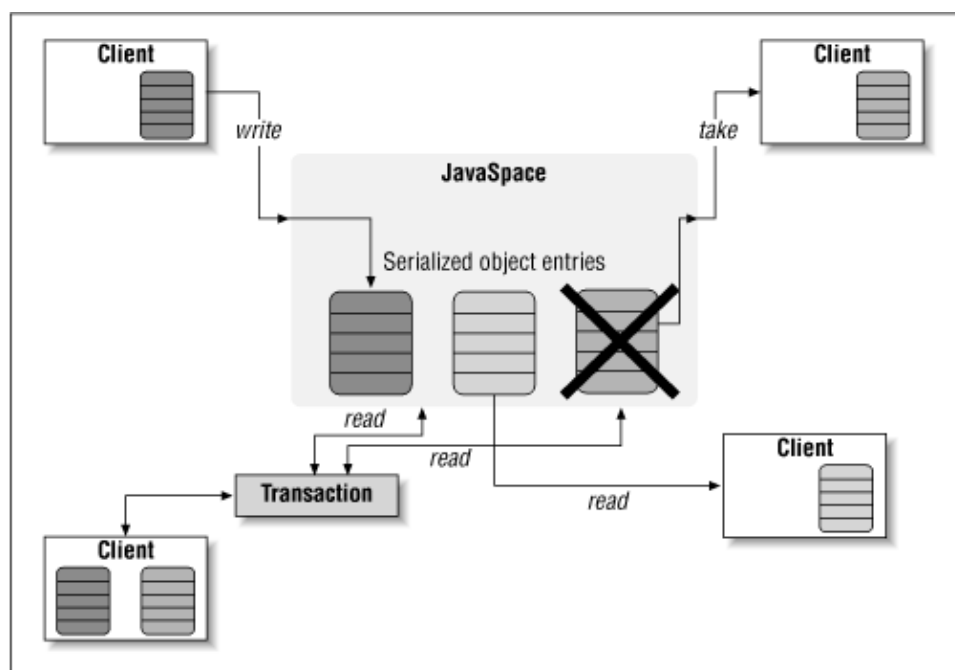 Client
Client
write
take
JavaSpace
Serialized object entries
read
read
Client
Transaction
read
Client